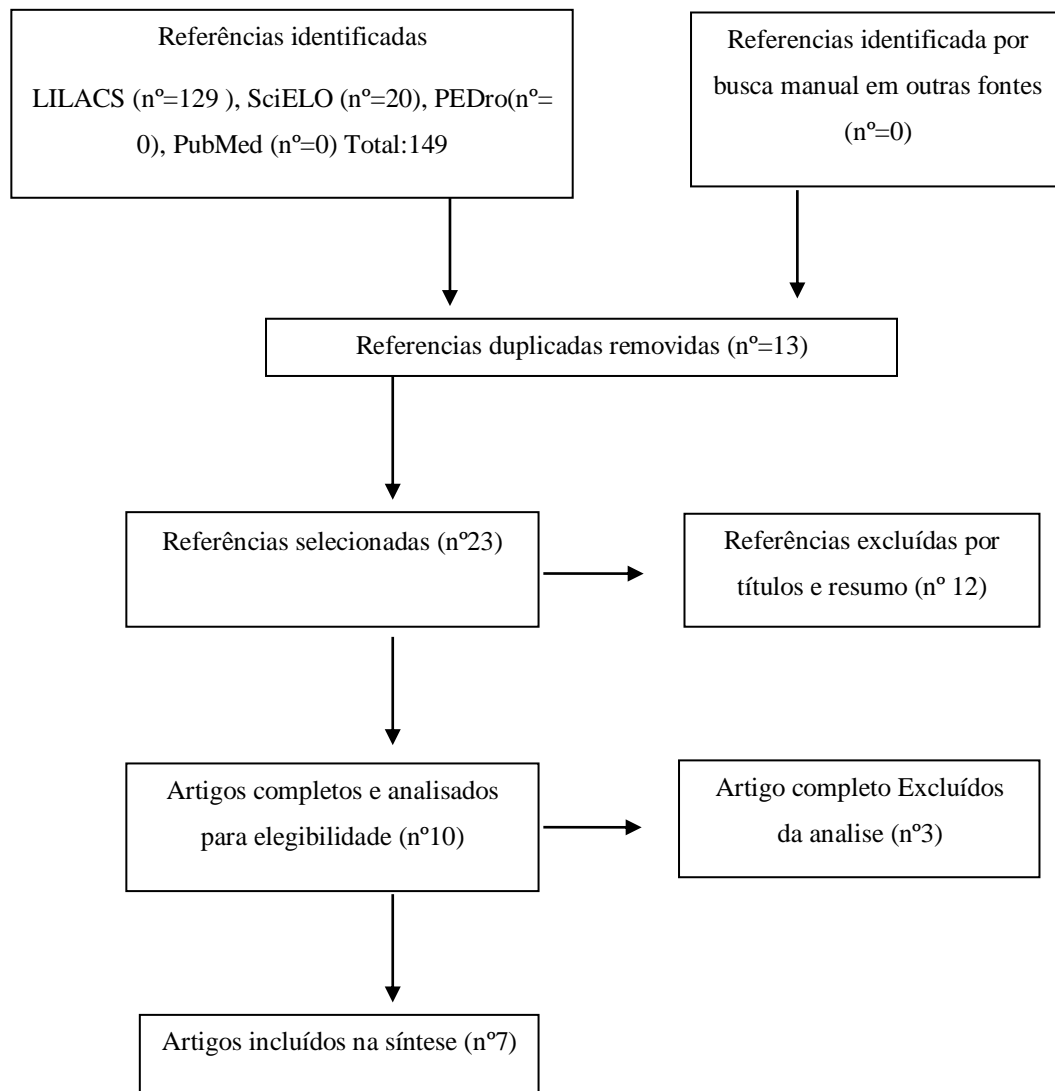 Referências identificadas
LILACS (nº=129 ), SciELO (nº=20), PEDro(nº=
0), PubMed (nº=0) Total:149
Referencias identificada por
busca manual em outras fontes
(nº=0)
Referencias duplicadas removidas (nº=13)
Referências selecionadas (nº23)
Referências excluídas por
títulos e resumo (nº 12)
Artigos completos e analisados
para elegibilidade (nº10)
Artigo completo Excluídos
da analise (nº3)
Artigos incluídos na síntese (nº7)